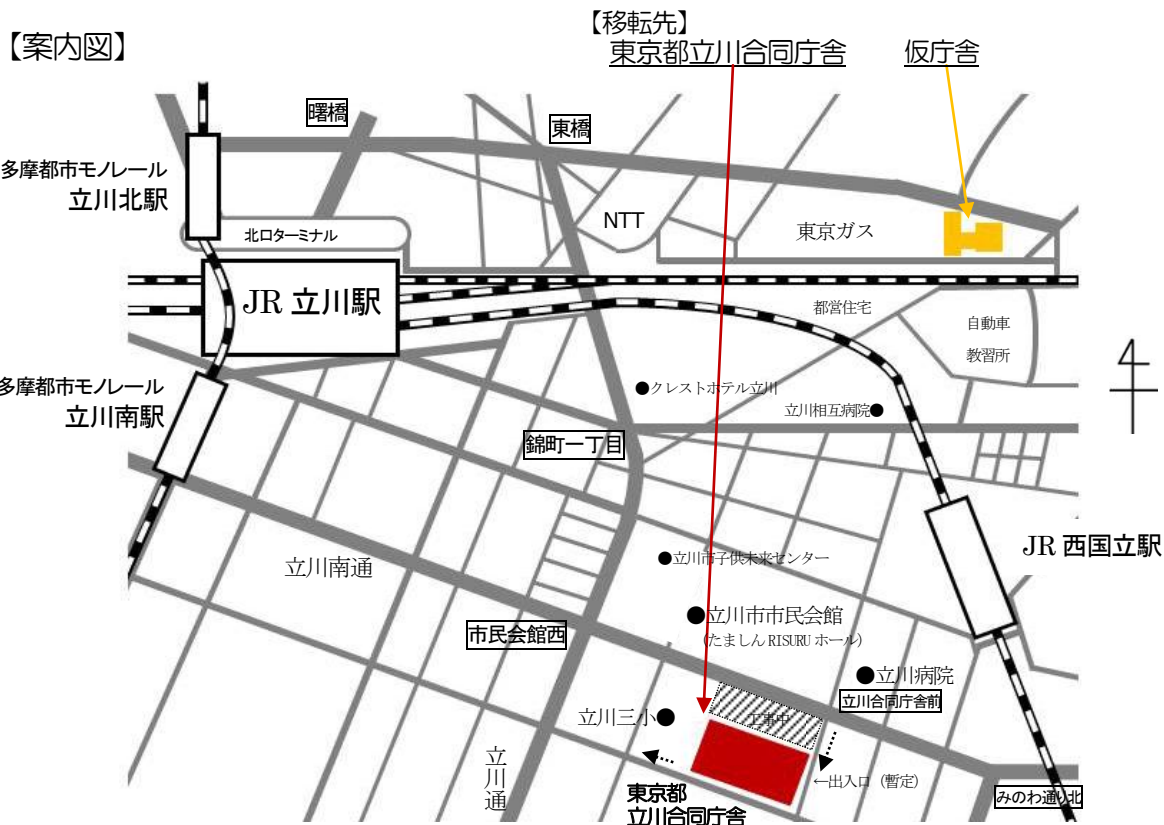 【案内図】
【移転先】
東京都立川合同庁舎
仮庁舎
曙橋
東橋
多摩都市モノレール
立川北駅
NTT
東京ガス
北口ターミナル
JR 立川駅
都営住宅
自動車
教習所
多摩都市モノレール
立川南駅
●クレストホテル立川
立川相互病院●
錦町一丁目
JR 西国立駅
●立川市子供未来センター
立川南通
●立川市市民会館
(たましん RISURU ホール)
市民会館西
●立川病院
立川合同庁舎前
立川三小●
工事中
立川通
←出入口（暫定）
東京都
立川合同庁舎
みのわ通り北